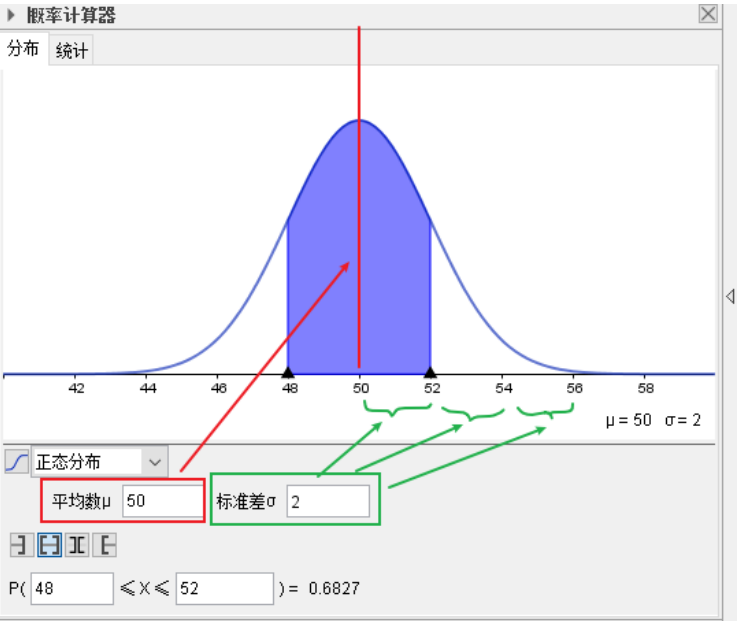 概率计算器
分布 统计
42 44 46 48 50 52 54 56 58
μ = 50 σ = 2
正态分布
平均数μ 50 标准差σ 2
P( 48 ≤ X ≤ 52 ) = 0.6827